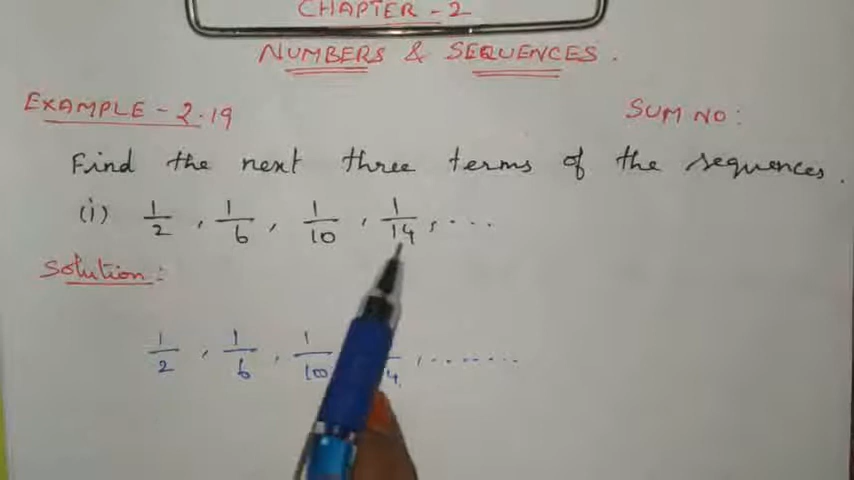 CHAPTER - 2
NUMBERS & SEQUENCES.
EXAMPLE - 2.19 SUM NO:
Find the next three terms of the sequences.
(i) 1/2, 1/6, 1/10, 1/14, ....
Solution:
1/2, 1/6, 1/10, 4, ........